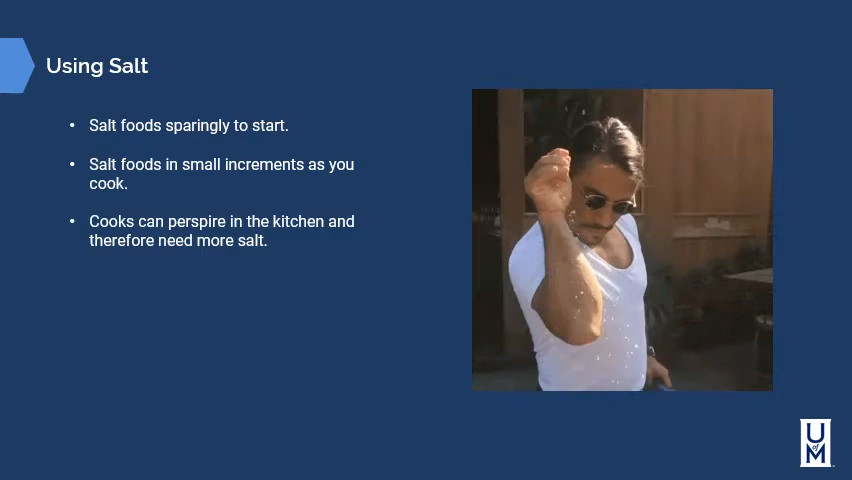 Using Salt
• Salt foods sparingly to start.
• Salt foods in small increments as you
cook.
• Cooks can perspire in the kitchen and
therefore need more salt.
U
of
M